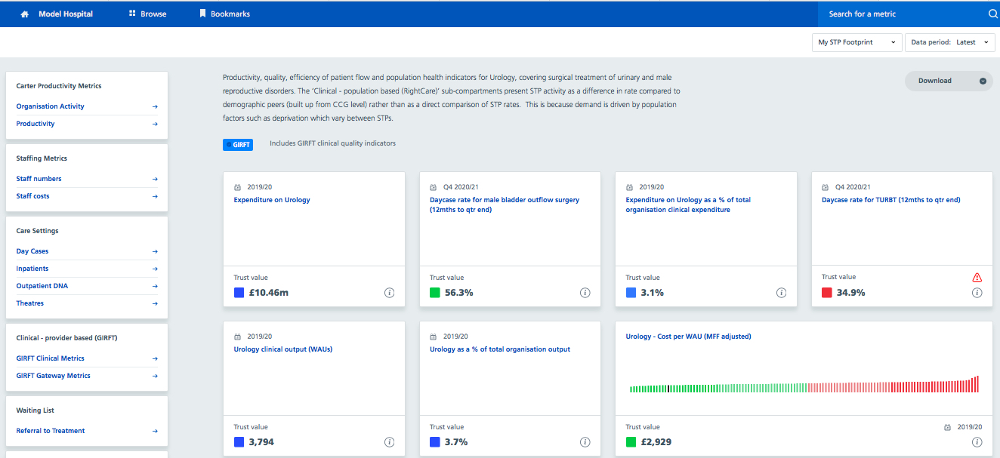 Model Hospital
Browse
Bookmarks
Search for a metric
My STP Footprint
Data period: Latest
Carter Productivity Metrics
Organisation Activity
Productivity
Staffing Metrics
Staff numbers
Staff costs
Care Settings
Day Cases
Inpatients
Outpatient DNA
Theatres
Clinical - provider based (GIRFT)
GIRFT Clinical Metrics
GIRFT Gateway Metrics
Waiting List
Referral to Treatment
Productivity, quality, efficiency of patient flow and population health indicators for Urology, covering surgical treatment of urinary and male
reproductive disorders. The 'Clinical - population based (RightCare)' sub-compartments present STP activity as a difference in rate compared to
demographic peers (built up from CCG level) rather than as a direct comparison of STP rates. This is because demand is driven by population
factors such as deprivation which vary between STPs.
Download
GIRFT
Includes GIRFT clinical quality indicators
2019/20
Expenditure on Urology
Trust value
£10.46m
Q4 2020/21
Daycase rate for male bladder outflow surgery
(12mths to qtr end)
Trust value
56.3%
2019/20
Expenditure on Urology as a % of total
organisation clinical expenditure
Trust value
3.1%
Q4 2020/21
Daycase rate for TURBT (12mths to qtr end)
Trust value
34.9%
2019/20
Urology clinical output (WAUs)
Trust value
3,794
2019/20
Urology as a % of total organisation output
Trust value
3.7%
Urology - Cost per WAU (MFF adjusted)
Trust value
2019/20
£2,929